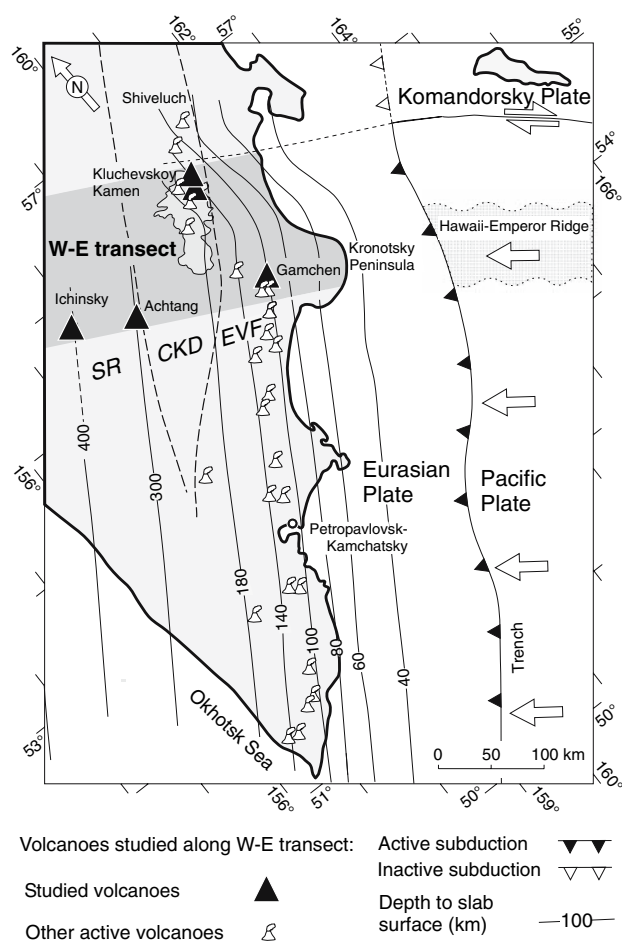 162°
57°
164°
55°
160°
N
Komandorsky Plate
Shiveluch
54°
Kluchevskoy
Kamen
166°
57°
Hawaii-Emperor Ridge
W-E transect
Kronotsky
Peninsula
Gamchen
Ichinsky
Achtang
SR
CKD
EVF
400
300
156°
Eurasian
Plate
Pacific
Plate
Petropavlovsk-
Kamchatsky
180
140
100
80
60
40
Trench
Okhotsk Sea
50°
53°
0 50 100 km
156°
51°
50°
159°
160°
Volcanoes studied along W-E transect:
Studied volcanoes
Other active volcanoes
Active subduction
Inactive subduction
Depth to slab
surface (km)
100